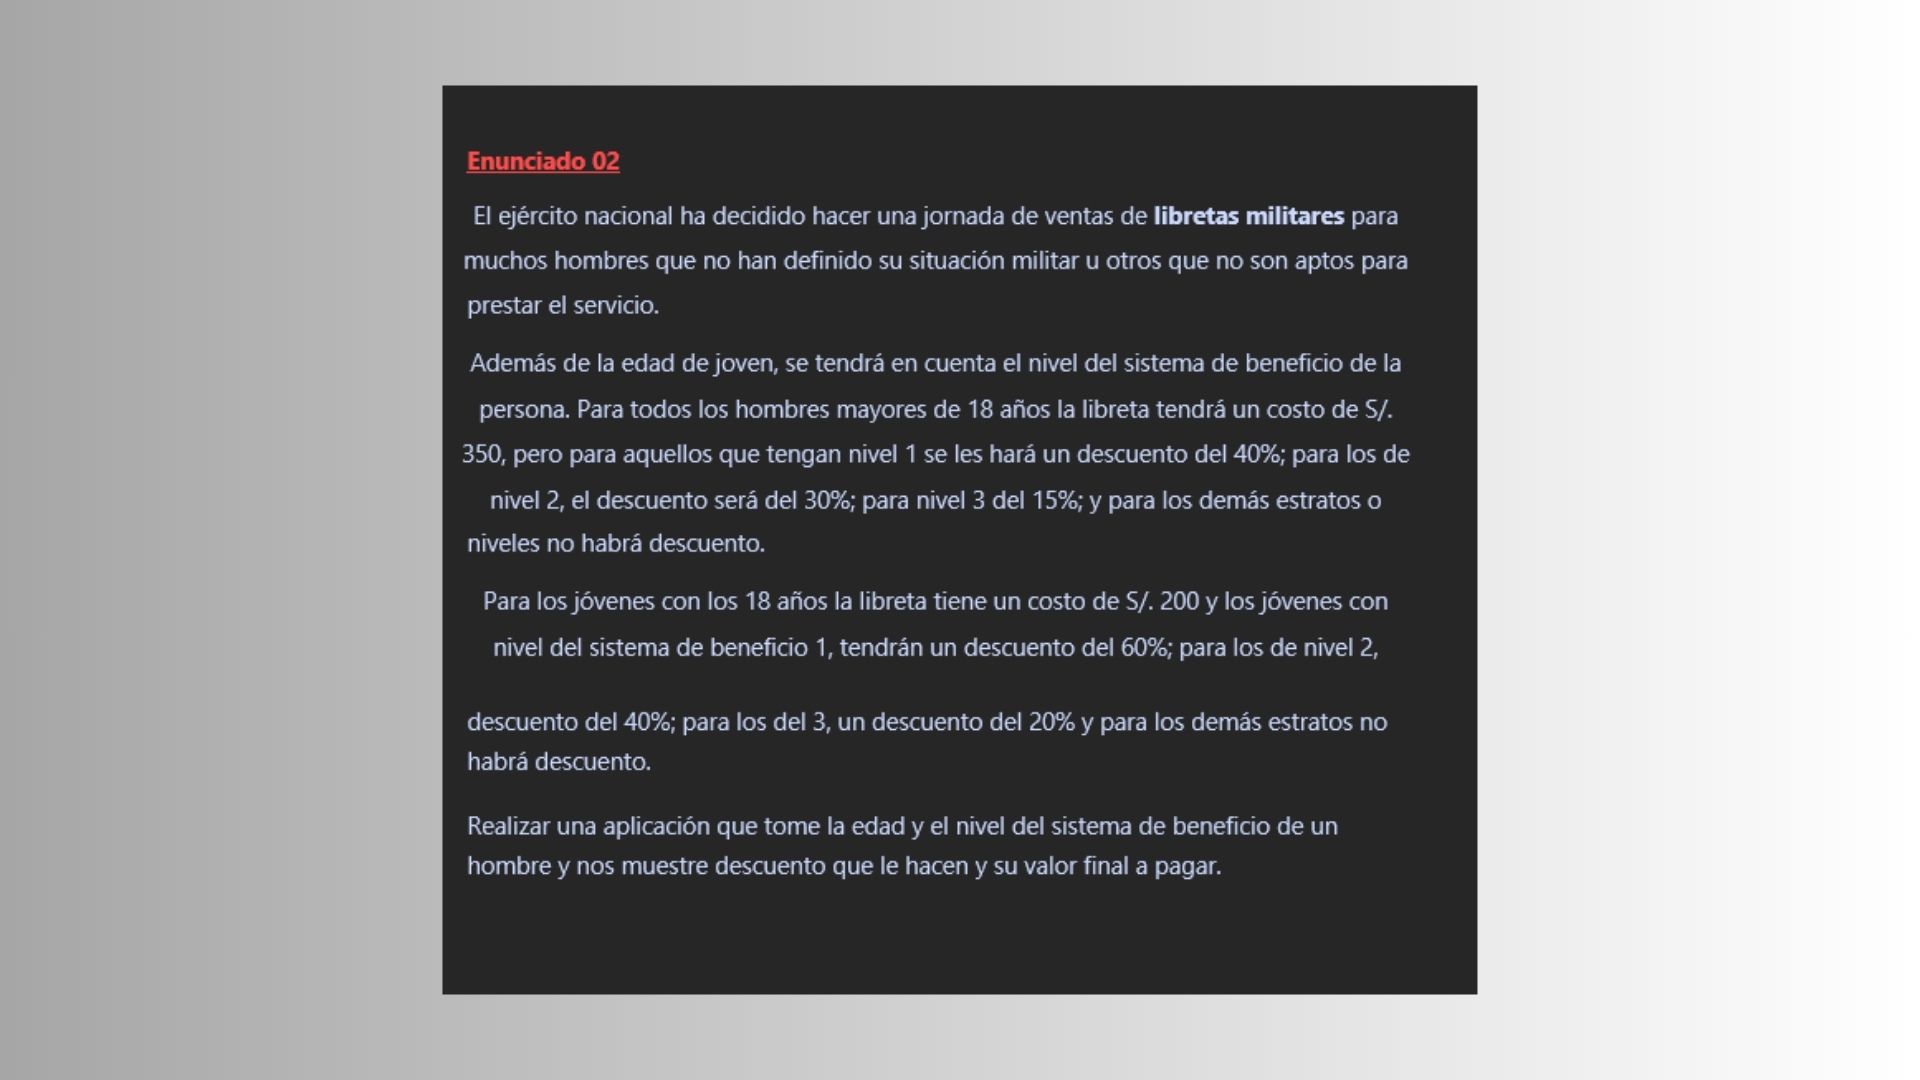 Enunciado 02
El ejército nacional ha decidido hacer una jornada de ventas de libretas militares para
muchos hombres que no han definido su situación militar u otros que no son aptos para
prestar el servicio.
Además de la edad de joven, se tendrá en cuenta el nivel del sistema de beneficio de la
persona. Para todos los hombres mayores de 18 años la libreta tendrá un costo de S/.
350, pero para aquellos que tengan nivel 1 se les hará un descuento del 40%; para los de
nivel 2, el descuento será del 30%; para nivel 3 del 15%; y para los demás estratos o
niveles no habrá descuento.
Para los jóvenes con los 18 años la libreta tiene un costo de S/. 200 y los jóvenes con
nivel del sistema de beneficio 1, tendrán un descuento del 60%; para los de nivel 2,
descuento del 40%; para los del 3, un descuento del 20% y para los demás estratos no
habrá descuento.
Realizar una aplicación que tome la edad y el nivel del sistema de beneficio de un
hombre y nos muestre descuento que le hacen y su valor final a pagar.